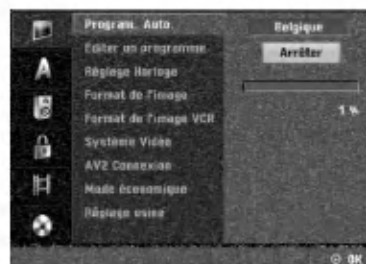 Program. Auto
Editer un programme
Réglage Horloge
Format de l'image
Format de l'image VCR
Système Vidéo
AV2 Connexion
Mode économique
Réglage usine
Belgique
Arrêter
1 %
OK